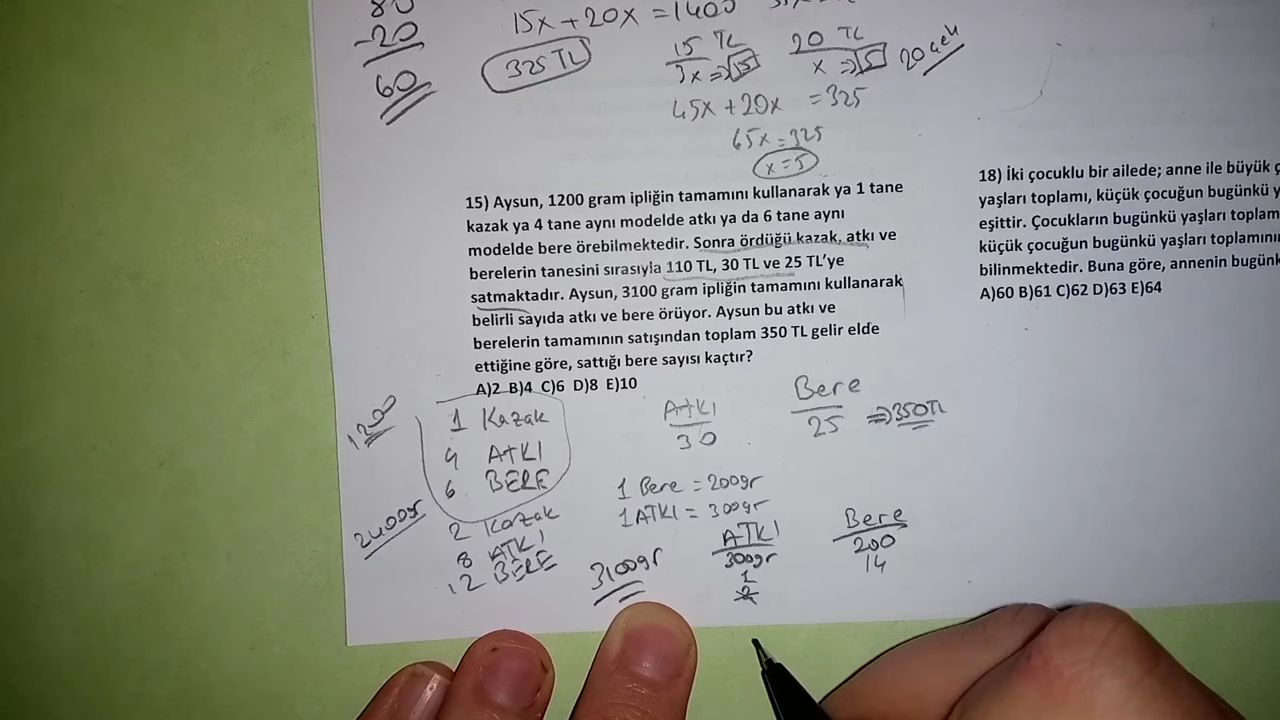 80
-20
60
15x+20x=1400
325 TL
15 TL
3x ⇒ 15
20 TL
x ⇒ 5
20
45x+20x = 325
65x=325
x=5
15) Aysun, 1200 gram ipliğin tamamını kullanarak ya 1 tane
kazak ya 4 tane aynı modelde atkı ya da 6 tane aynı
modelde bere örebilmektedir. Sonra ördüğü kazak, atkı ve
berelerin tanesini sırasıyla 110 TL, 30 TL ve 25 TL'ye
satmaktadır. Aysun, 3100 gram ipliğin tamamını kullanarak
belirli sayıda atkı ve bere örüyor. Aysun bu atkı ve
berelerin tamamının satışından toplam 350 TL gelir elde
ettiğine göre, sattığı bere sayısı kaçtır?
A)2 B)4 C)6 D)8 E)10
1200
1 Kazak
4 ATKI
6 BERE
2400gr
2 Kazak
8 ATKI
12 BERE
ATKI
30
Bere
25 ⇒350TL
1 Bere = 200gr
1 ATKI = 300gr
3100gr
ATKI
300gr
1
2
Bere
200
14
18) İki çocuklu bir ailede; anne ile büyük
yaşları toplamı, küçük çocuğun bugünkü
eşittir. Çocukların bugünkü yaşları
küçük çocuğun bugünkü yaşları
bilinmektedir. Buna göre, annenin
A)60 B)61 C)62 D)63 E)64